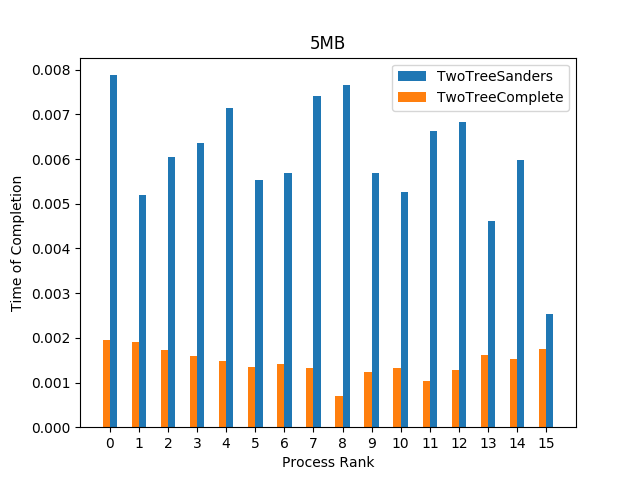 5MB
TwoTreeSanders
TwoTreeComplete
Time of Completion
0.008
0.007
0.006
0.005
0.004
0.003
0.002
0.001
0.000
0 1 2 3 4 5 6 7 8 9 10 11 12 13 14 15
Process Rank